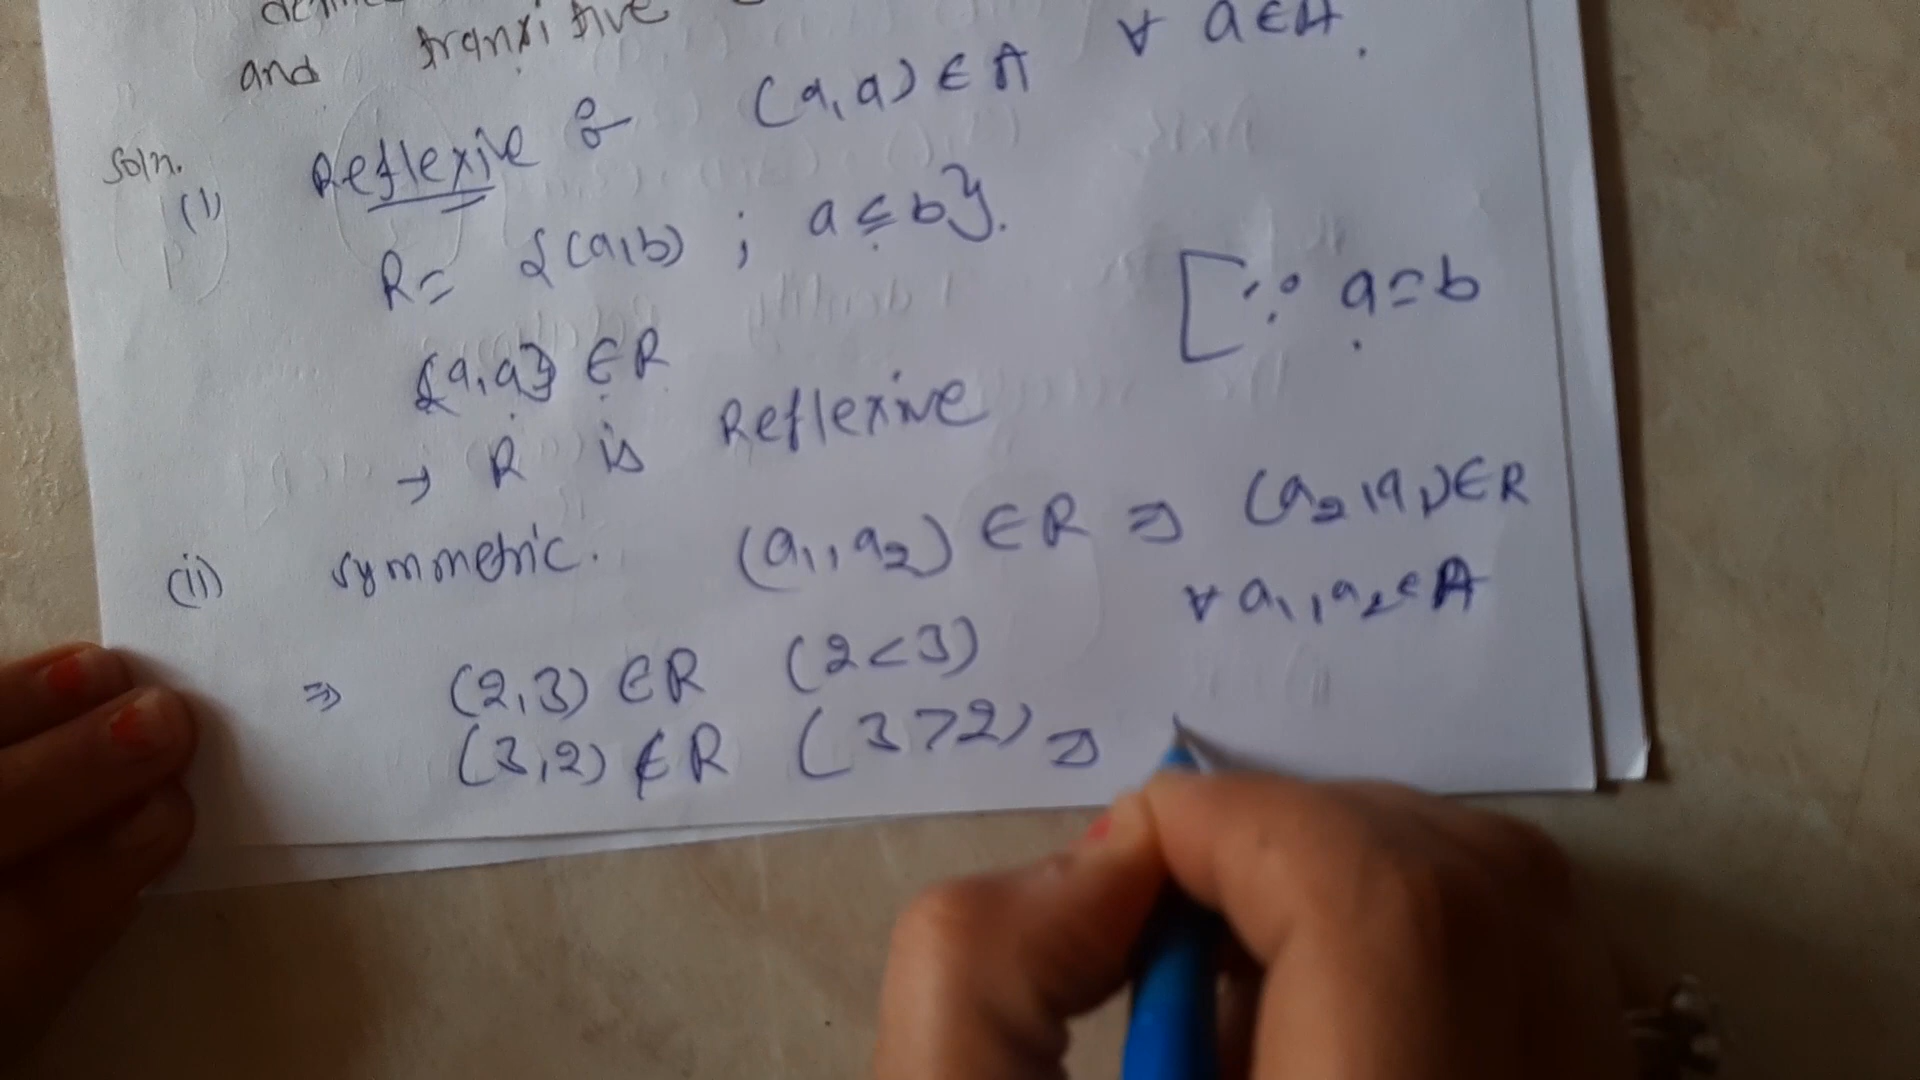 and tranxitive
Soln.
(i) Reflexive : (a,a) ∈ A ∀ a∈A.
R= {(a,b) ; a≤b}.
{a,a} ∈R [∵ a=b
→ R is Reflexive
(ii) symmetric. (a₁,a₂) ∈R ⇒ (a₂,a₁)∈R
∀ a₁,a₂∈A
⇒ (2,3) ∈R (2<3)
(3,2) ∉R (3>2) ⇒